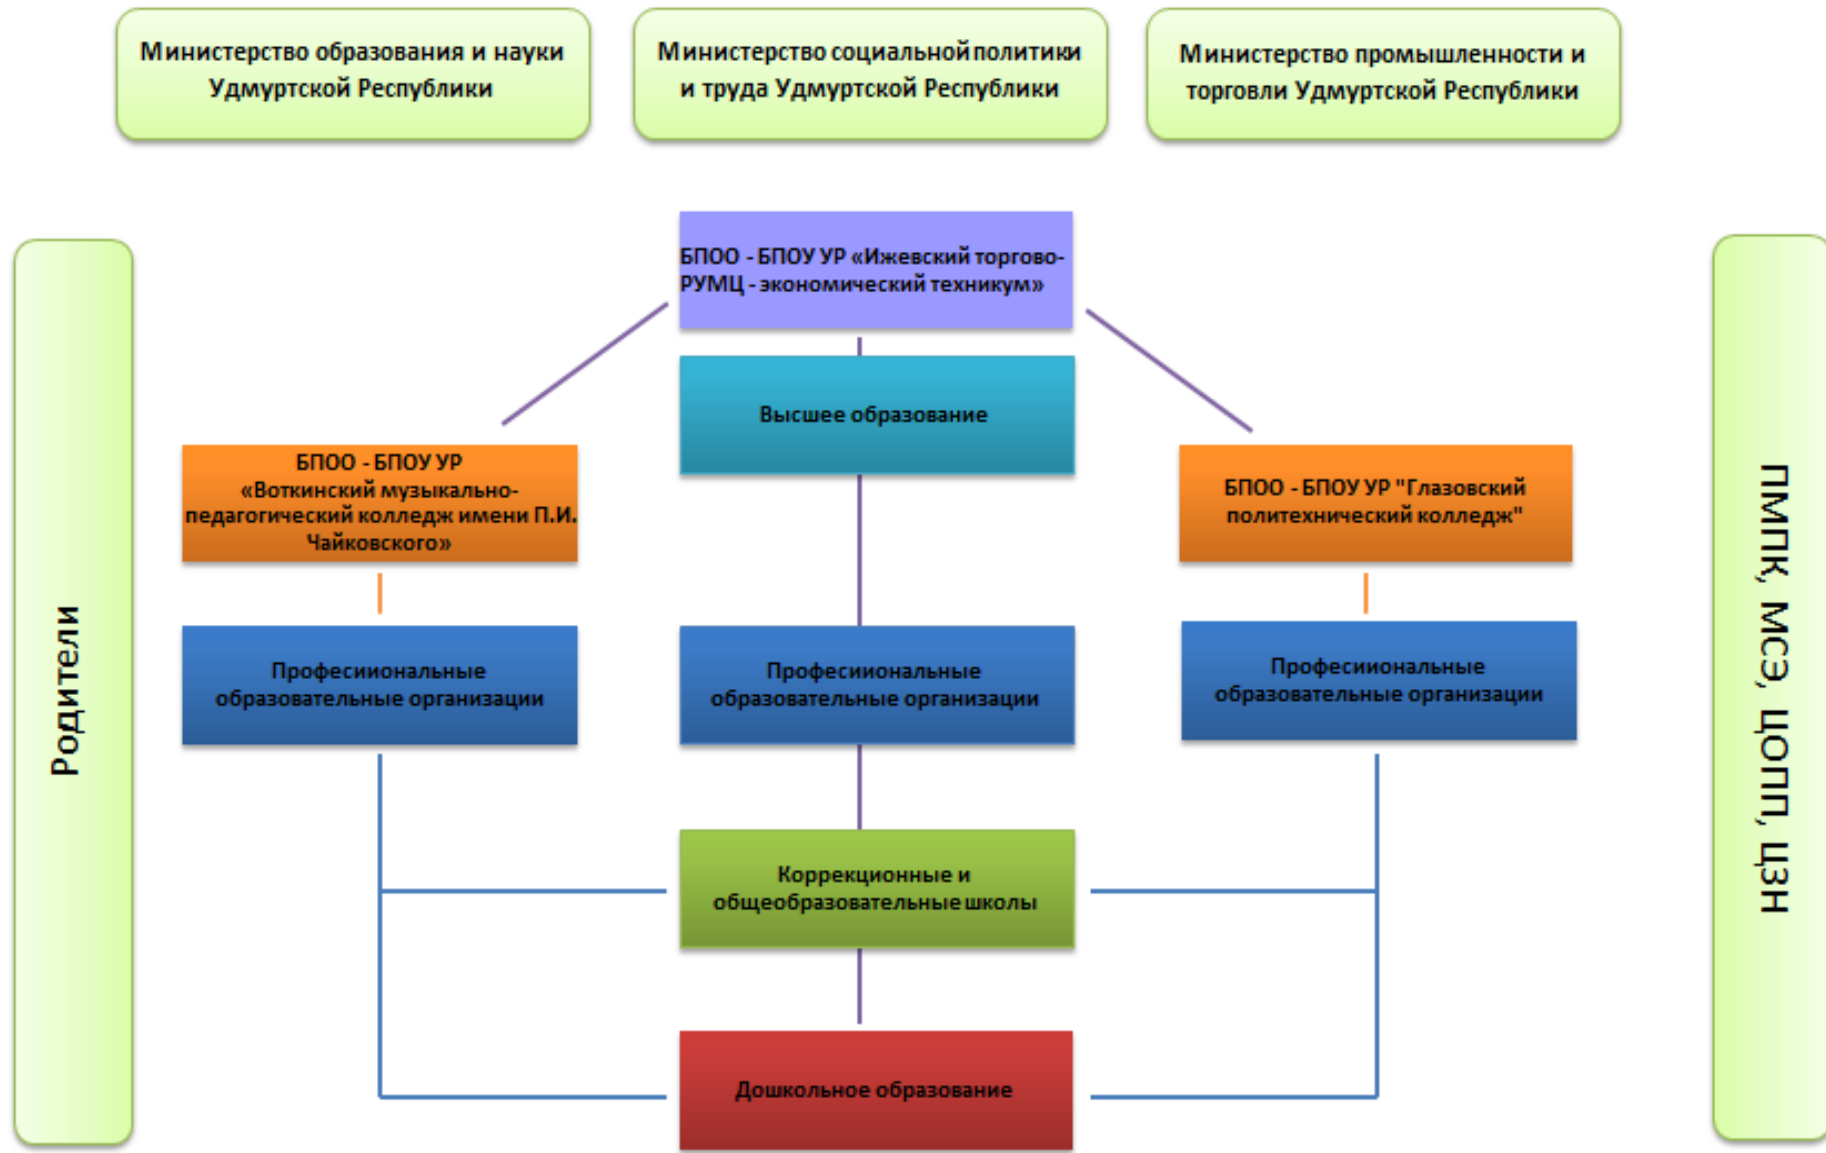 Министерство образования и науки
Удмуртской Республики
Министерство социальной политики
и труда Удмуртской Республики
Министерство промышленности и
торговли Удмуртской Республики
БПОО - БПОУ УР «Ижевский торгово-
РУМЦ - экономический техникум»
Высшее образование
БПОО - БПОУ УР
«Воткинский музыкально-
педагогический колледж имени П.И.
Чайковского»
БПОО - БПОУ УР "Глазовский
политехнический колледж"
Родители
ПМПК, МСЭ, ЦОПП, ЦЗН
Професииональные
образовательные организации
Професииональные
образовательные организации
Професииональные
образовательные организации
Коррекционные и
общеобразовательные школы
Дошкольное образование